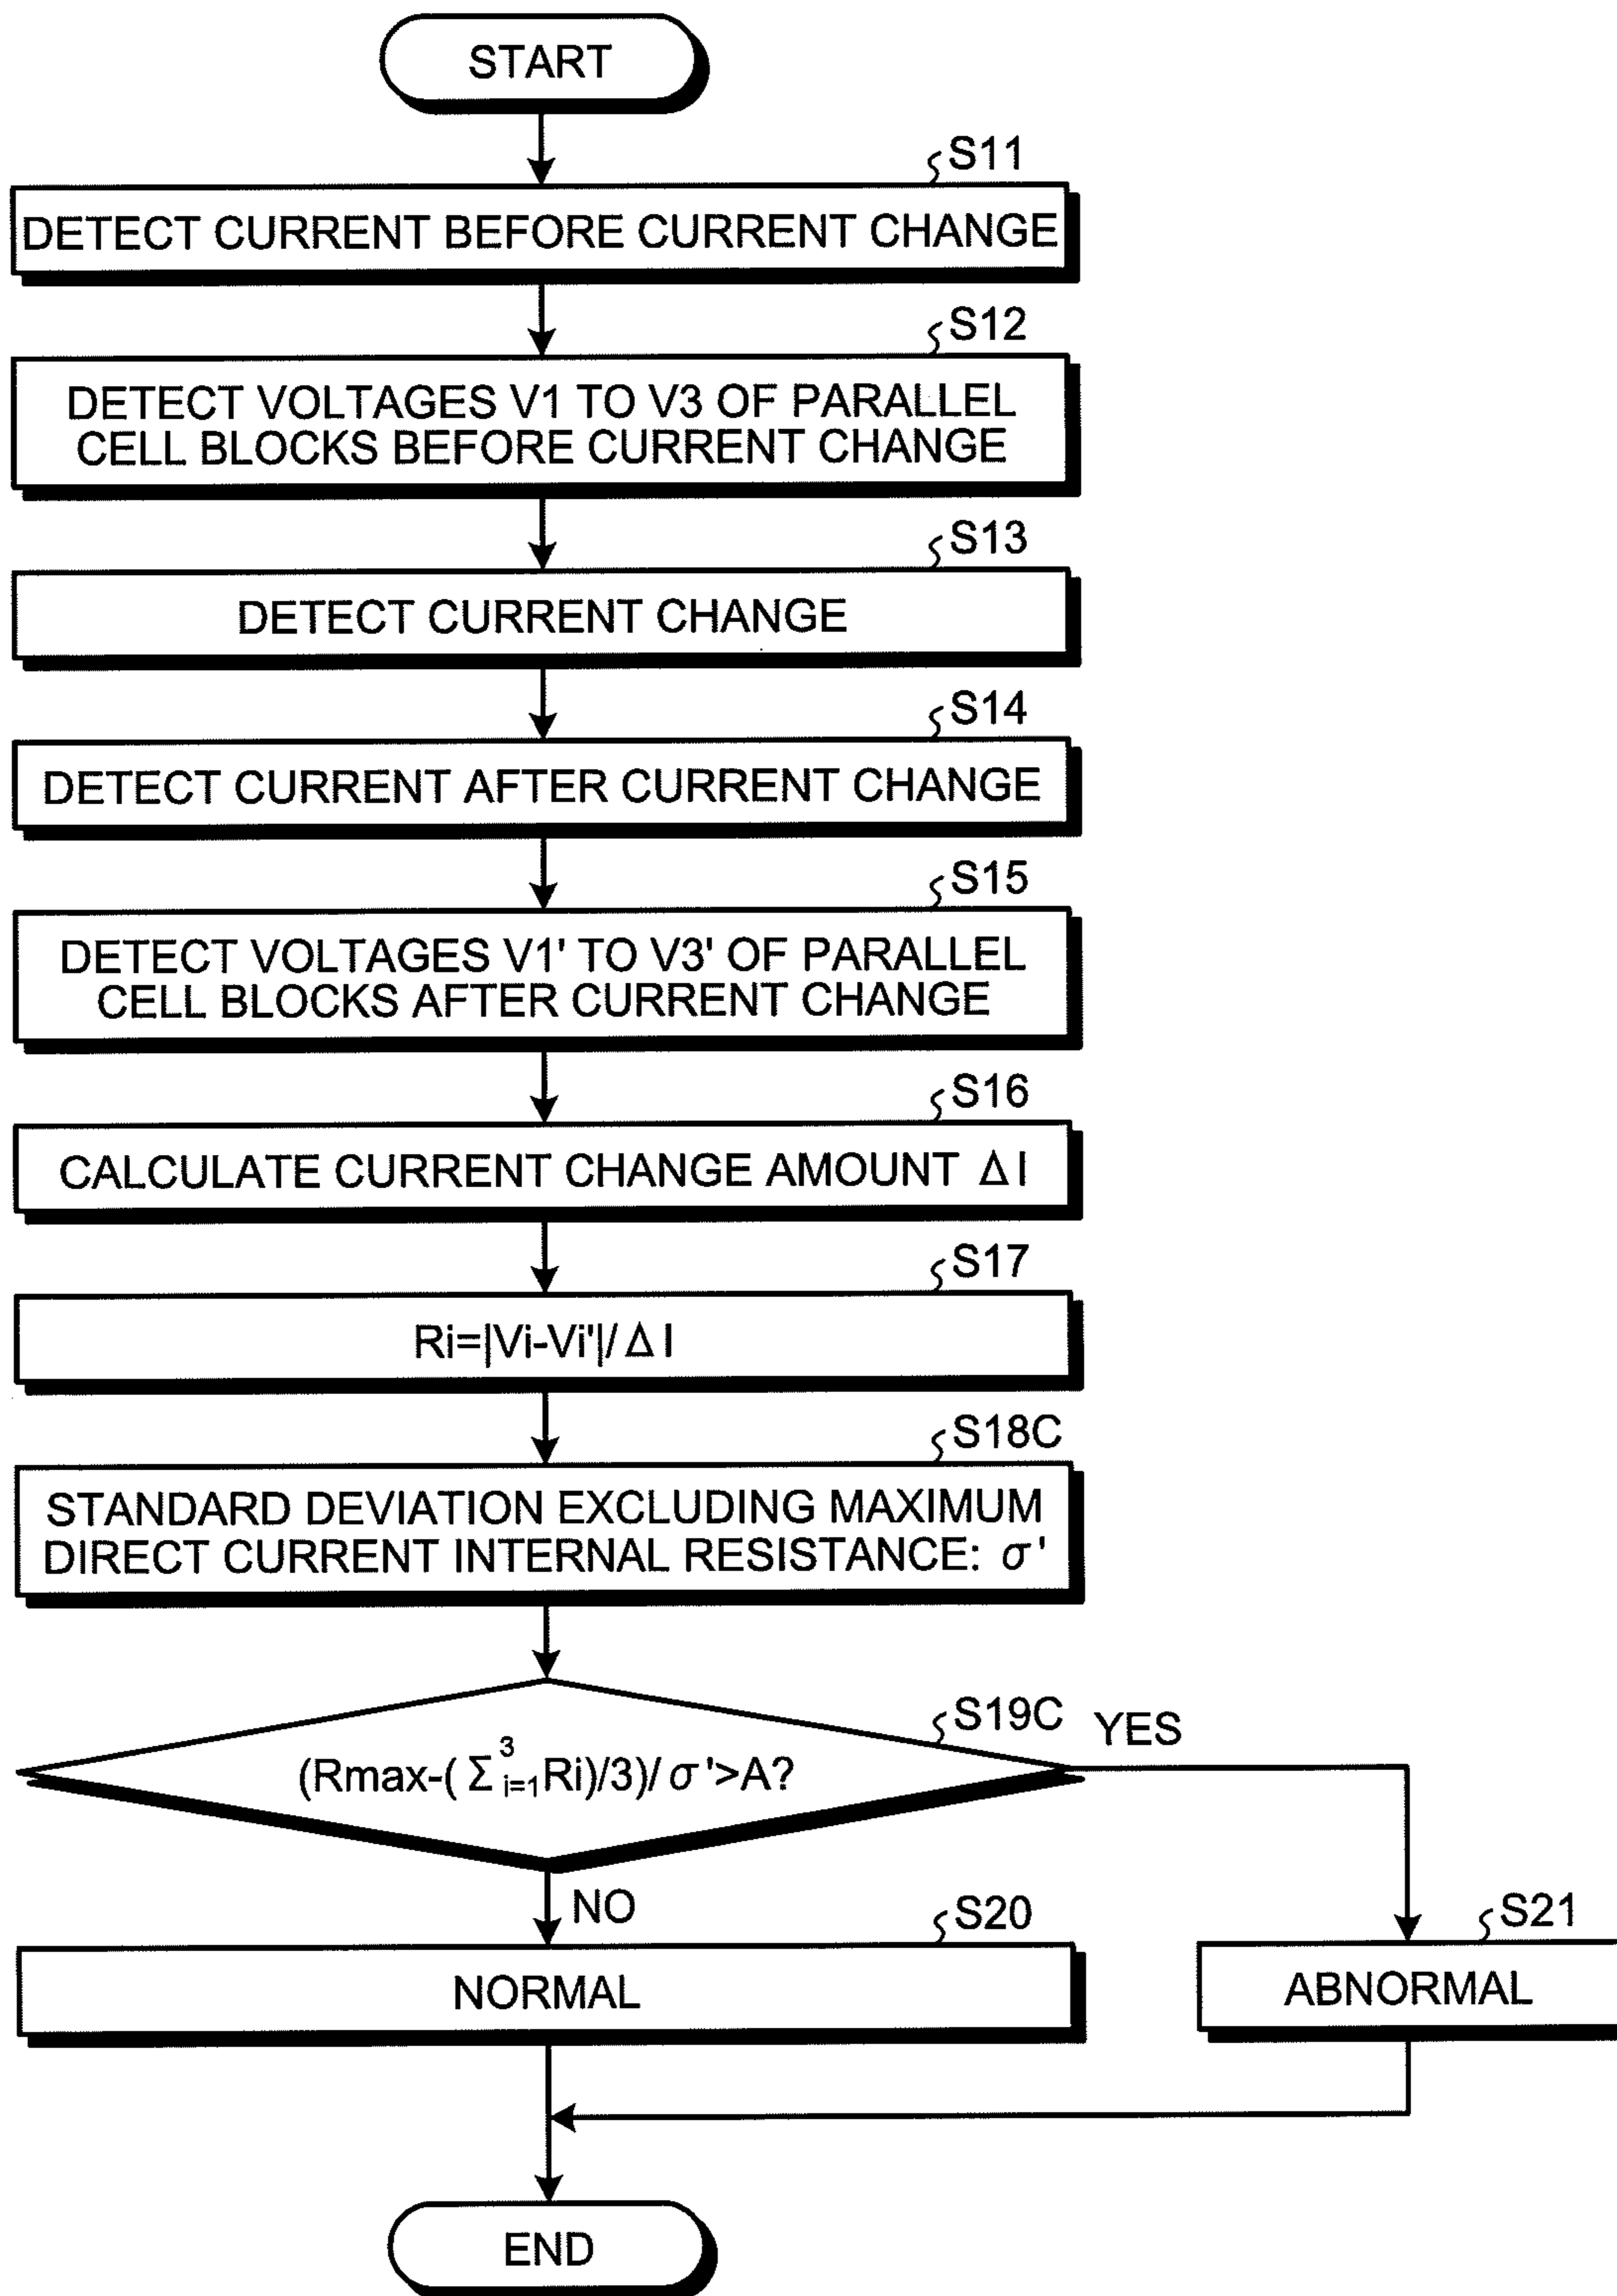 START
S11
DETECT CURRENT BEFORE CURRENT CHANGE
S12
DETECT VOLTAGES V1 TO V3 OF PARALLEL
CELL BLOCKS BEFORE CURRENT CHANGE
S13
DETECT CURRENT CHANGE
S14
DETECT CURRENT AFTER CURRENT CHANGE
S15
DETECT VOLTAGES V1' TO V3' OF PARALLEL
CELL BLOCKS AFTER CURRENT CHANGE
S16
CALCULATE CURRENT CHANGE AMOUNT Δ I
S17
Ri=|Vi-Vi'|/ Δ I
S18C
STANDARD DEVIATION EXCLUDING MAXIMUM
DIRECT CURRENT INTERNAL RESISTANCE: σ'
S19C
YES
(Rmax-( Σ³ᵢ₌₁Ri)/3)/ σ'>A?
NO
S20
S21
NORMAL
ABNORMAL
END